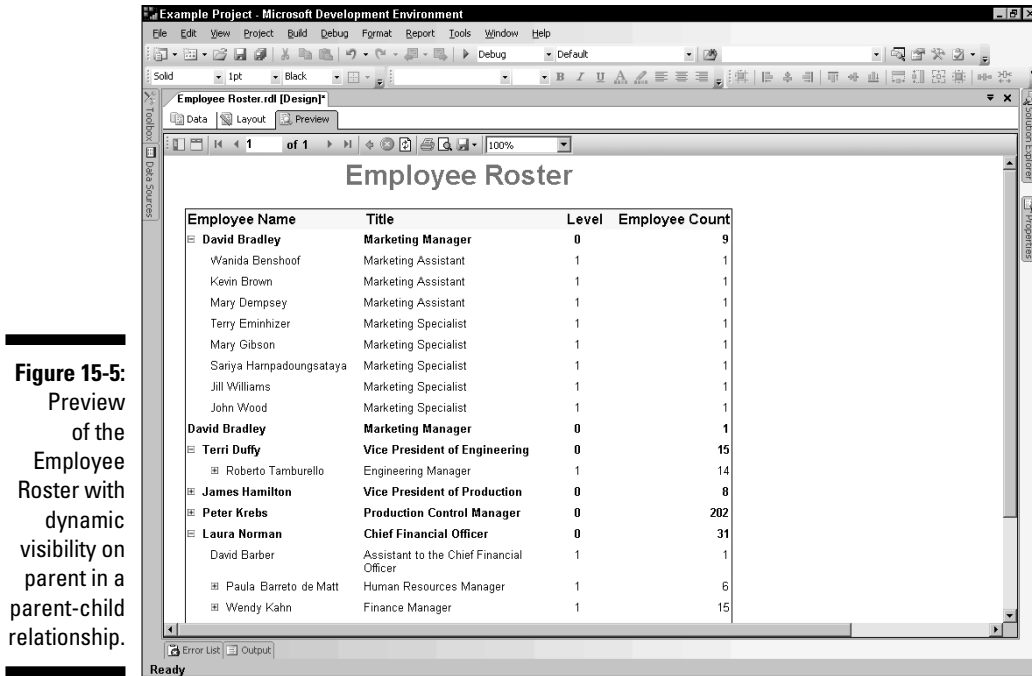 Example Project - Microsoft Development Environment
File Edit View Project Build Debug Format Report Tools Window Help
Debug Default
Solid 1pt Black B I U
Employee Roster.rdl [Design]*
Data Layout Preview
1 of 1 100%
Toolbox
Data Sources
Solution Explorer
Properties
Employee Roster
Employee Name Title Level Employee Count
David Bradley Marketing Manager 0 9
Wanida Benshoof Marketing Assistant 1 1
Kevin Brown Marketing Assistant 1 1
Mary Dempsey Marketing Assistant 1 1
Terry Eminhizer Marketing Specialist 1 1
Mary Gibson Marketing Specialist 1 1
Sariya Harnpadoungsataya Marketing Specialist 1 1
Jill Williams Marketing Specialist 1 1
John Wood Marketing Specialist 1 1
David Bradley Marketing Manager 0 1
Terri Duffy Vice President of Engineering 0 15
Roberto Tamburello Engineering Manager 1 14
James Hamilton Vice President of Production 0 8
Peter Krebs Production Control Manager 0 202
Laura Norman Chief Financial Officer 0 31
David Barber Assistant to the Chief Financial 1 1
Officer
Paula Barreto de Matt Human Resources Manager 1 6
Wendy Kahn Finance Manager 1 15
Error List Output
Ready
Figure 15-5:
Preview
of the
Employee
Roster with
dynamic
visibility on
parent in a
parent-child
relationship.